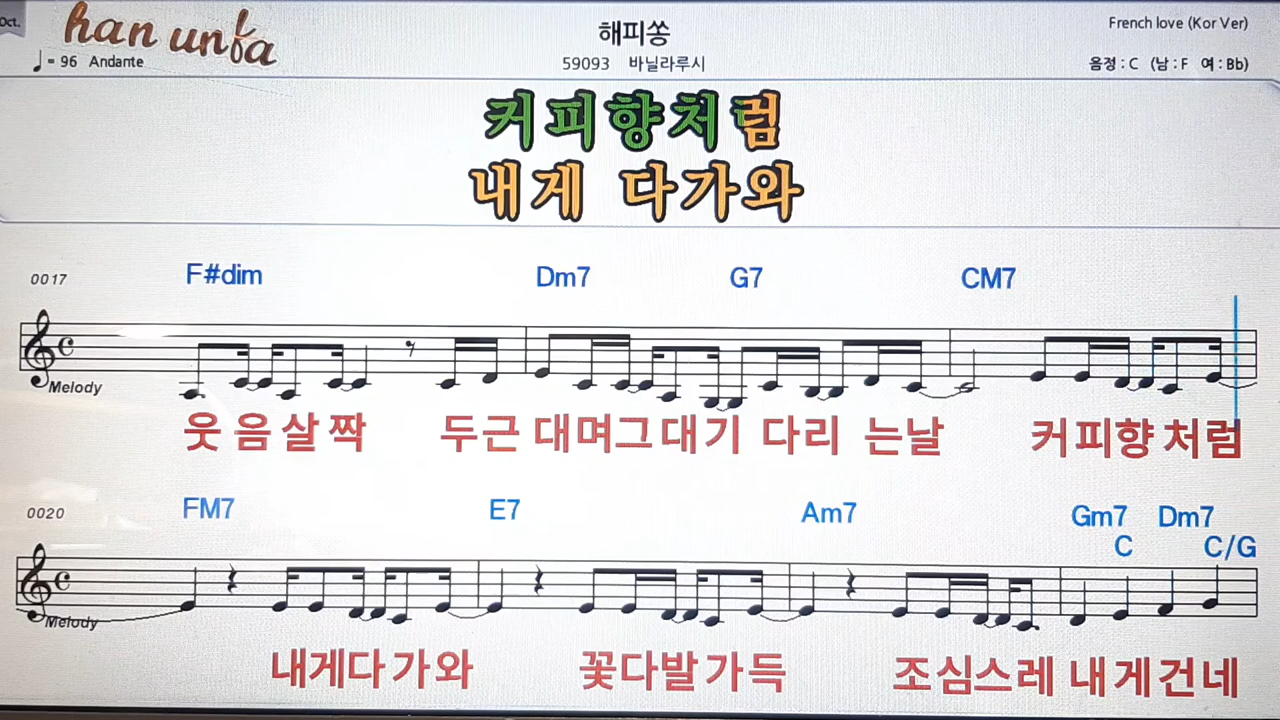 Oct.
han unfa
해피쏭
French love (Kor Ver)
♩= 96 Andante
59093 바닐라루시
음정 : C (남 : F 여 : Bb)
커피향처럼
내게 다가와
0017
F#dim Dm7 G7 CM7
Melody
웃 음 살 짝 두근 대며그대기 다리 는날 커피향 처럼
0020
FM7 E7 Am7 Gm7 Dm7
C C/G
Melody
내게다가와 꽃다발가득 조심스레 내게건네